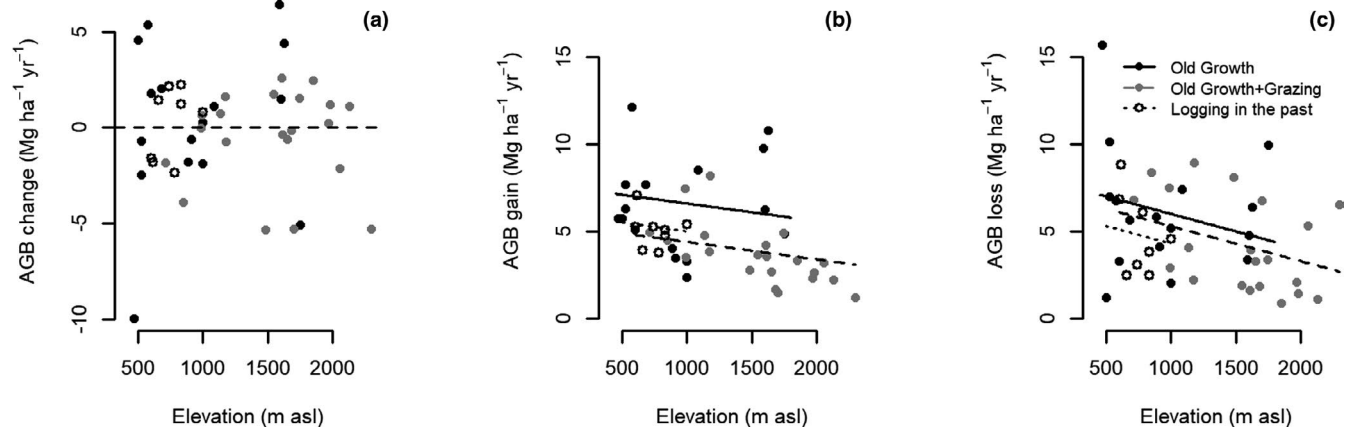 (a)
AGB change (Mg ha⁻¹ yr⁻¹)
5
0
-5
-10
500 1000 1500 2000
Elevation (m asl)
(b)
AGB gain (Mg ha⁻¹ yr⁻¹)
15
10
5
0
500 1000 1500 2000
Elevation (m asl)
(c)
AGB loss (Mg ha⁻¹ yr⁻¹)
15
10
5
0
Old Growth
Old Growth+Grazing
Logging in the past
500 1000 1500 2000
Elevation (m asl)